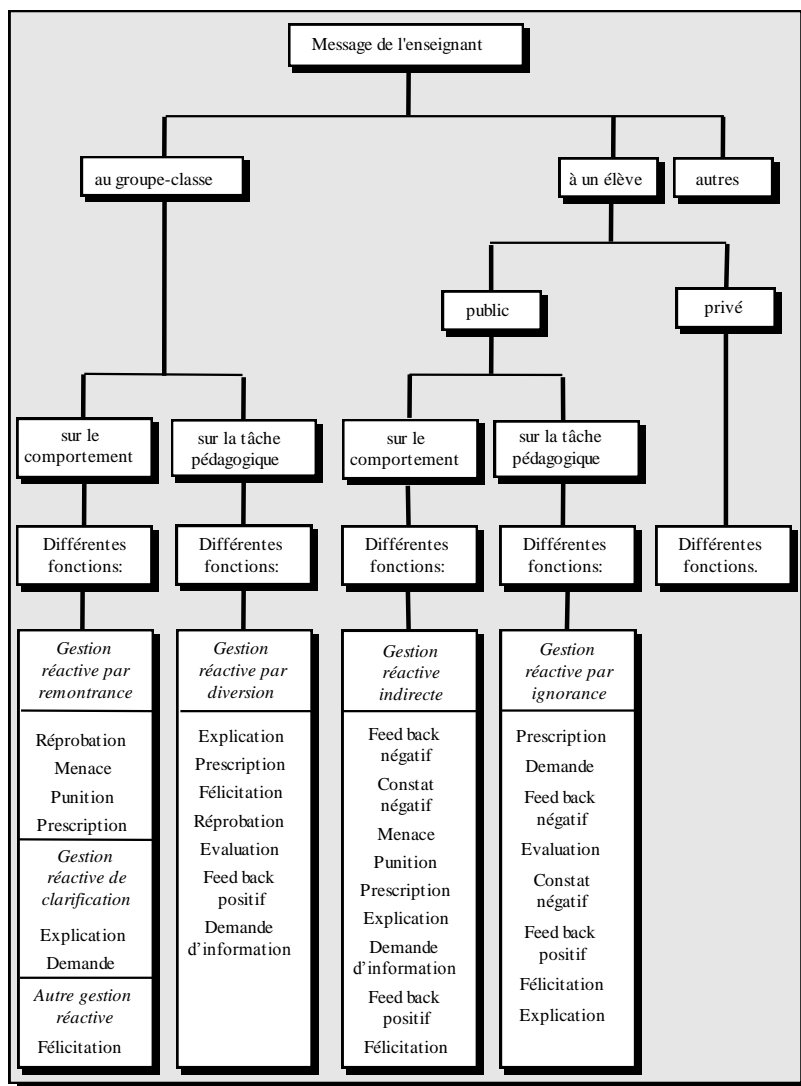 Message de l'enseignant
au groupe-classe
à un élève
autres
public
privé
sur le
comportement
sur la tâche
pédagogique
sur le
comportement
sur la tâche
pédagogique
Différentes
fonctions:
Différentes
fonctions:
Différentes
fonctions:
Différentes
fonctions:
Différentes
fonctions.
Gestion
réactive par
remontrance
Réprobation
Menace
Punition
Prescription
Gestion
réactive de
clarification
Explication
Demande
Autre gestion
réactive
Félicitation
Gestion
réactive par
diversion
Explication
Prescription
Félicitation
Réprobation
Evaluation
Feed back
positif
Demande
d’information
Gestion
réactive
indirecte
Feed back
négatif
Constat
négatif
Menace
Punition
Prescription
Explication
Demande
d’information
Feed back
positif
Félicitation
Gestion
réactive par
ignorance
Prescription
Demande
Feed back
négatif
Evaluation
Constat
négatif
Feed back
positif
Félicitation
Explication